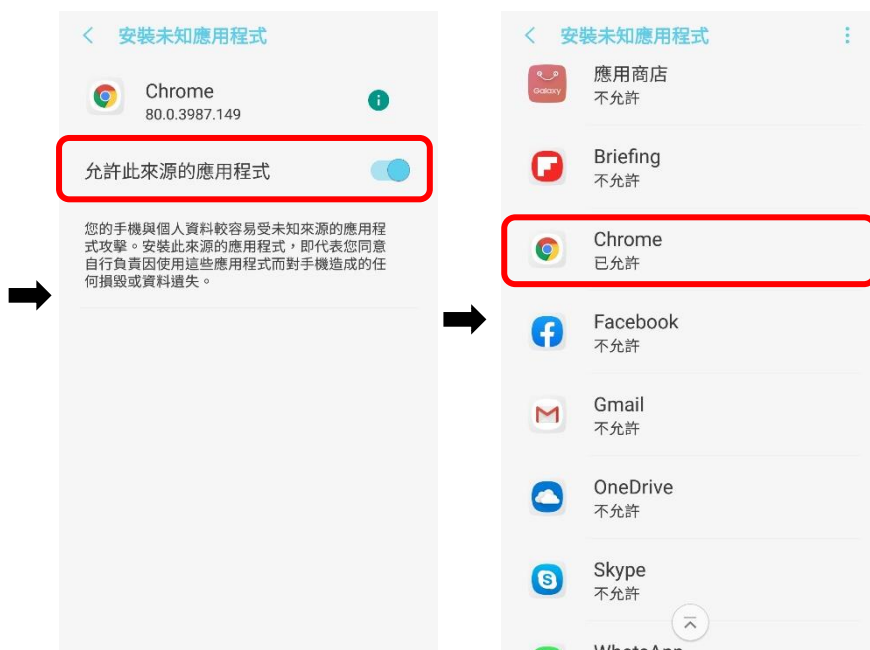 安裝未知應用程式
Chrome
80.0.3987.149
允許此來源的應用程式
您的手機與個人資料較容易受未知來源的應用程
式攻擊。安裝此來源的應用程式，即代表您同意
自行負責因使用這些應用程式而對手機造成的任
何損毀或資料遺失。
安裝未知應用程式
Galaxy
應用商店
不允許
Briefing
不允許
Chrome
已允許
Facebook
不允許
Gmail
不允許
OneDrive
不允許
Skype
不允許
WhatsApp